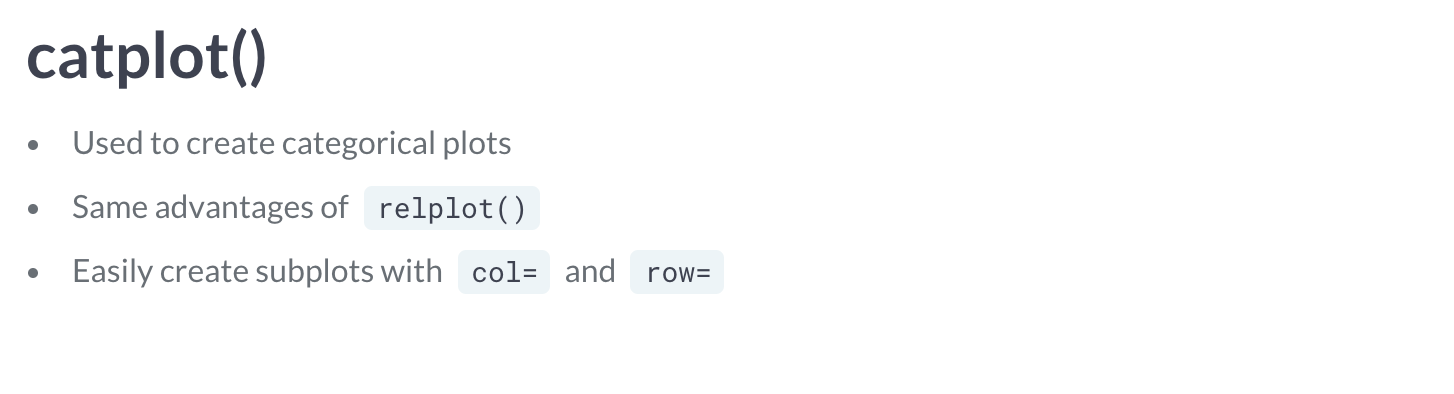 catplot()
• Used to create categorical plots
• Same advantages of relplot()
• Easily create subplots with col= and row=